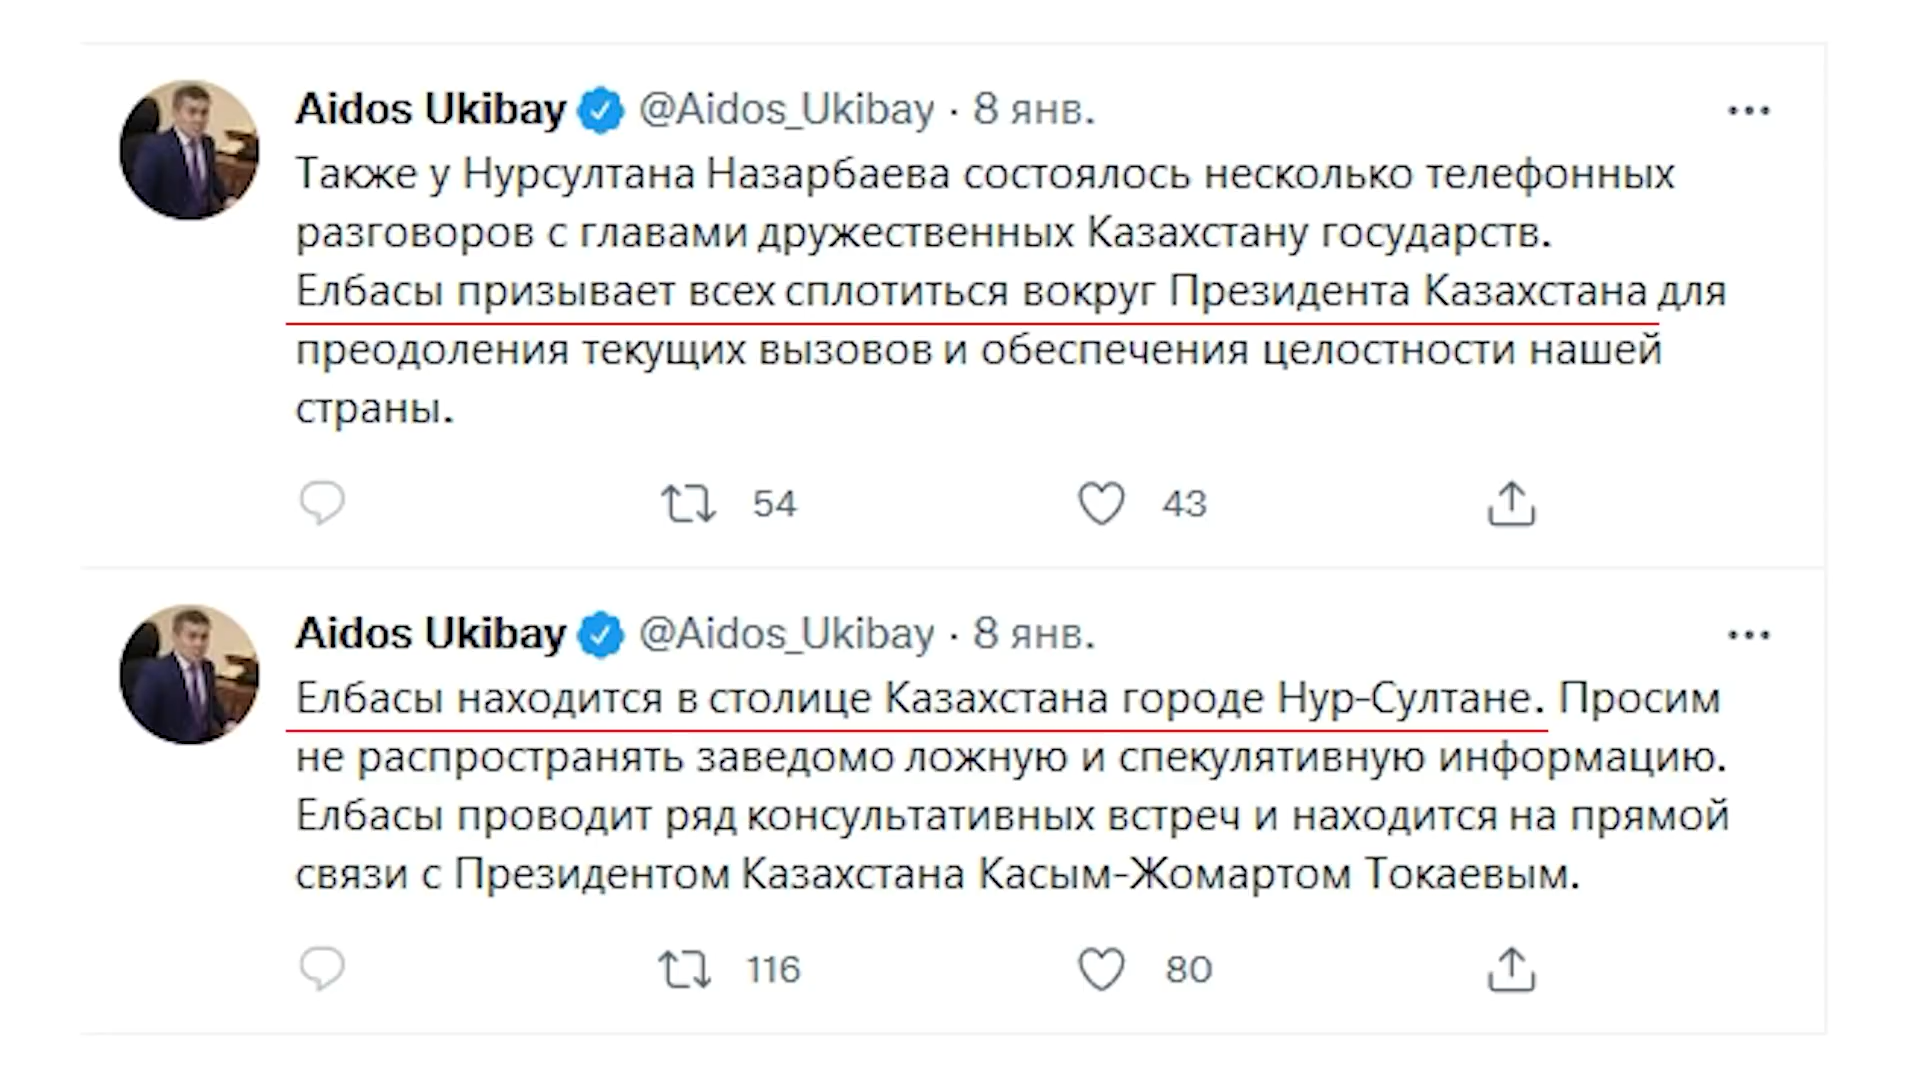 Aidos Ukibay @Aidos_Ukibay · 8 янв.
Также у Нурсултана Назарбаева состоялось несколько телефонных
разговоров с главами дружественных Казахстану государств.
Елбасы призывает всех сплотиться вокруг Президента Казахстана для
преодоления текущих вызовов и обеспечения целостности нашей
страны.
54 43
Aidos Ukibay @Aidos_Ukibay · 8 янв.
Елбасы находится в столице Казахстана городе Нур-Султане. Просим
не распространять заведомо ложную и спекулятивную информацию.
Елбасы проводит ряд консультативных встреч и находится на прямой
связи с Президентом Казахстана Касым-Жомартом Токаевым.
116 80